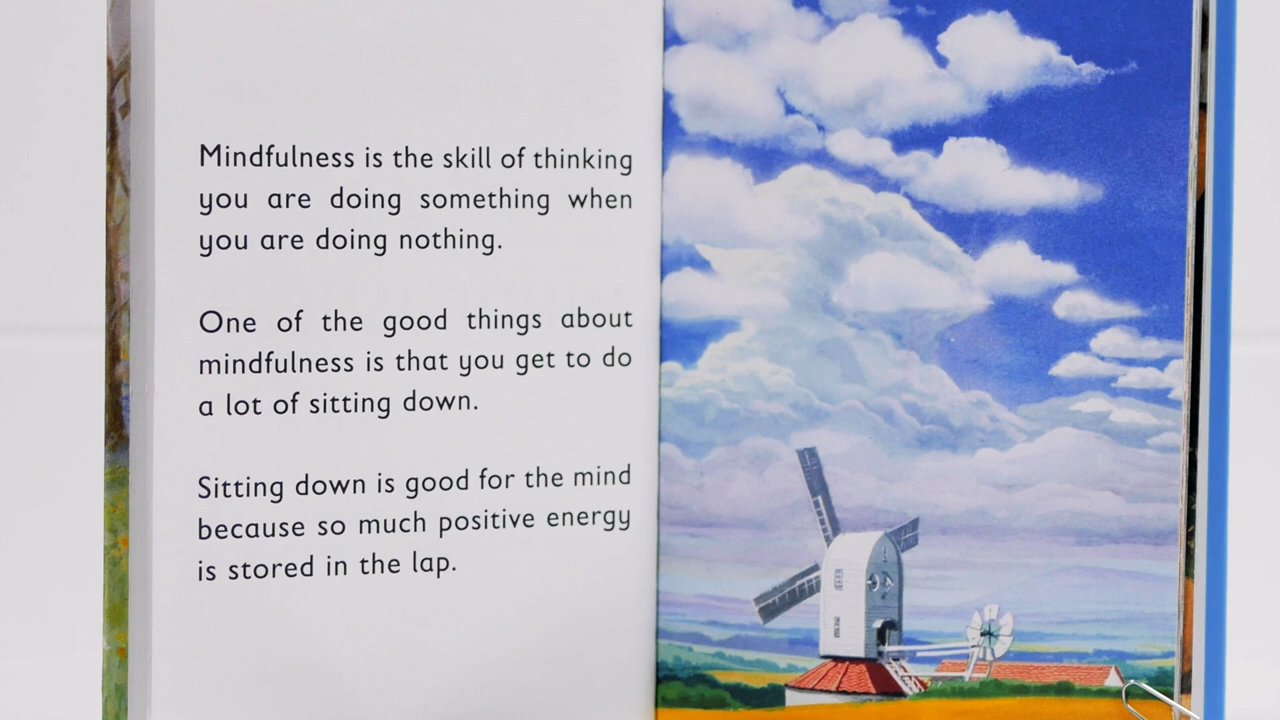 Mindfulness is the skill of thinking
you are doing something when
you are doing nothing.
One of the good things about
mindfulness is that you get to do
a lot of sitting down.
Sitting down is good for the mind
because so much positive energy
is stored in the lap.